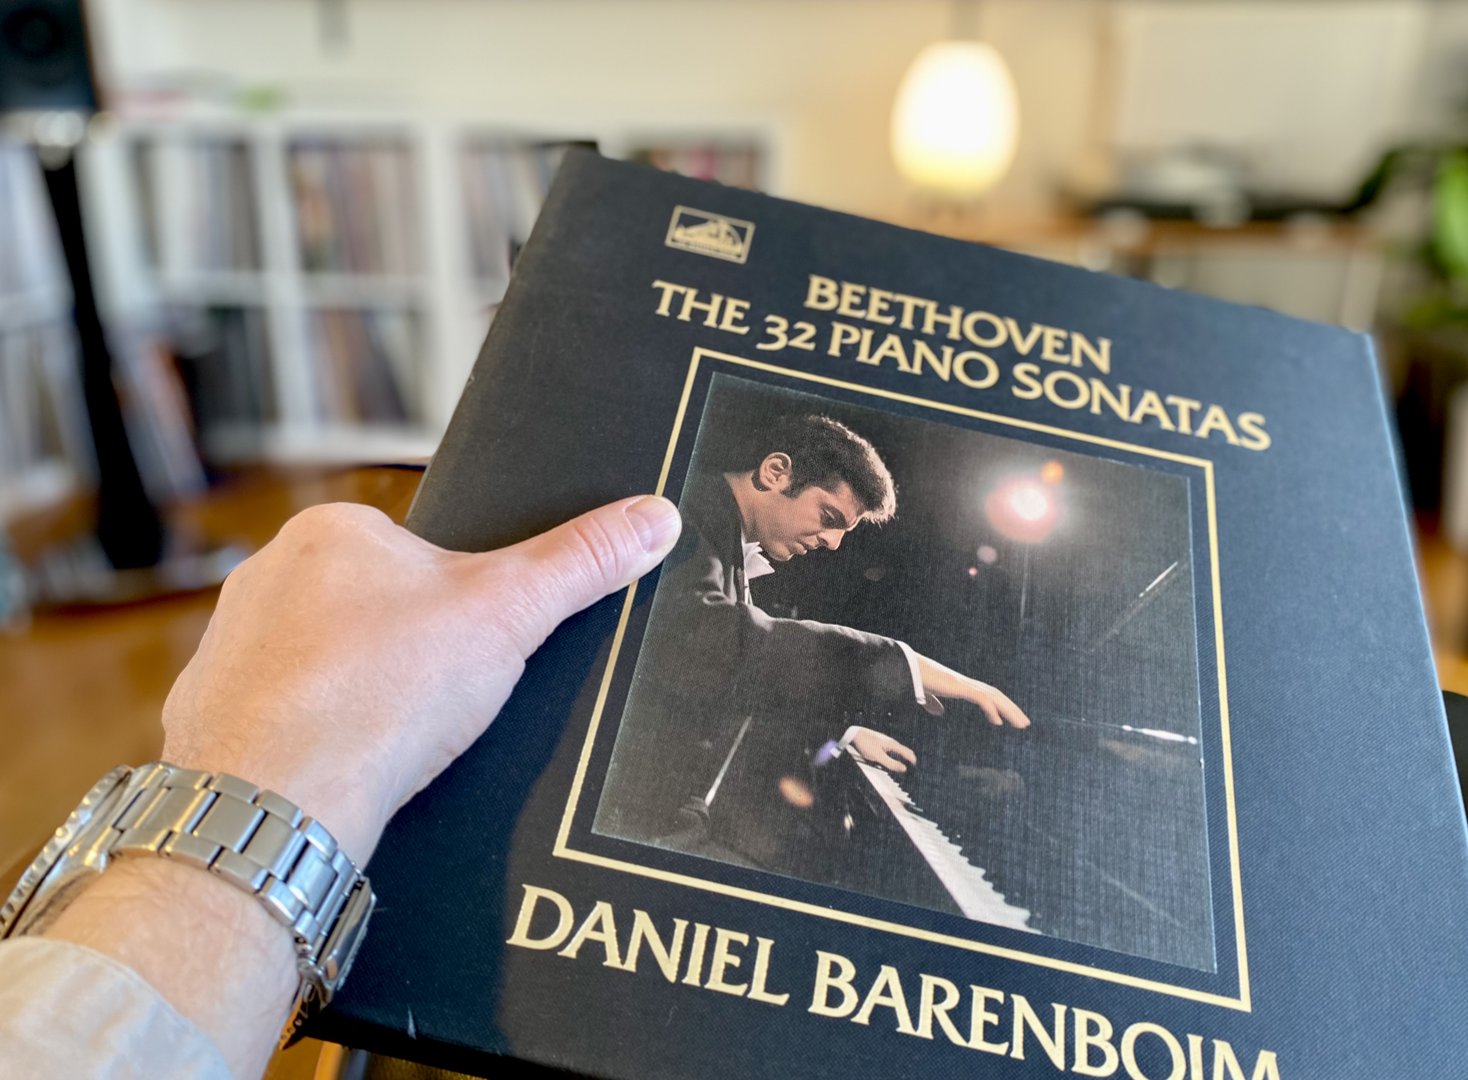 BEETHOVEN
THE 32 PIANO SONATAS
DANIEL BARENBOIM